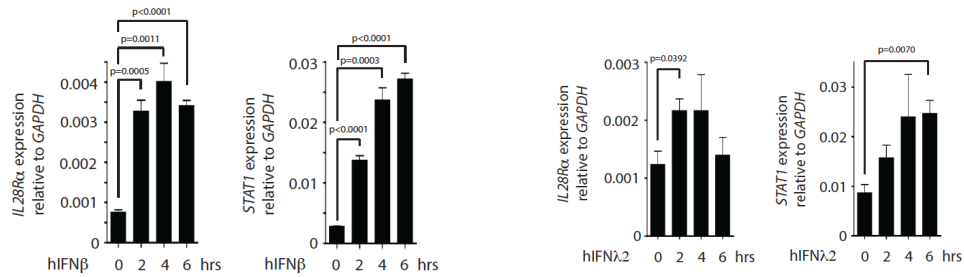 p<0.0001
p=0.0011
p=0.0005
IL28Rα expression
relative to GAPDH
0.004
0.003
0.002
0.001
0
hIFNβ 0 2 4 6 hrs
p<0.0001
p=0.0003
p<0.0001
STAT1 expression
relative to GAPDH
0.03
0.02
0.01
0
hIFNβ 0 2 4 6 hrs
p=0.0392
IL28Rα expression
relative to GAPDH
0.003
0.002
0.001
0
hIFNλ2 0 2 4 6 hrs
p=0.0070
STAT1 expression
relative to GAPDH
0.03
0.02
0.01
0
hIFNλ2 0 2 4 6 hrs